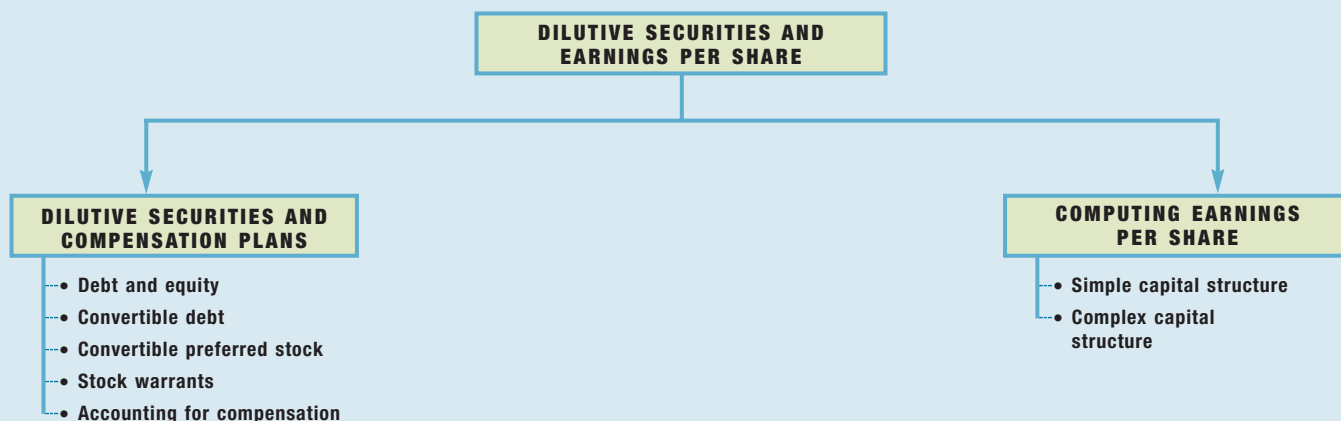 DILUTIVE SECURITIES AND
EARNINGS PER SHARE
DILUTIVE SECURITIES AND
COMPENSATION PLANS
• Debt and equity
• Convertible debt
• Convertible preferred stock
• Stock warrants
• Accounting for compensation
COMPUTING EARNINGS
PER SHARE
• Simple capital structure
• Complex capital
structure